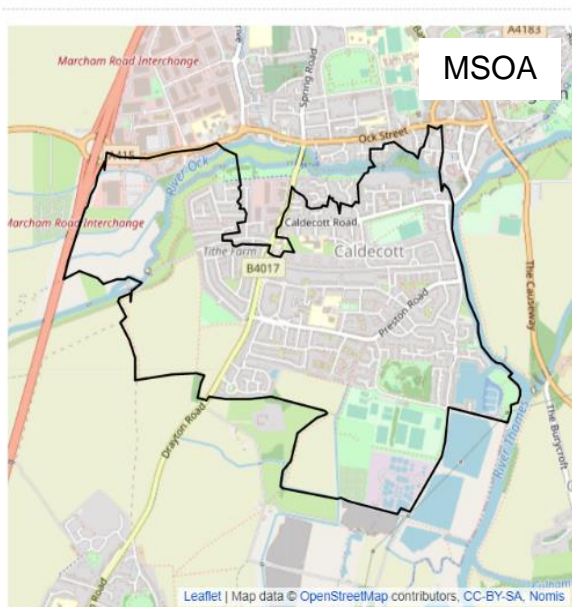 A4183
Marcham Road Interchange
MSOA
Spring Road
Ock Street
A415
River Ock
Marcham Road Interchange
Caldecott Road
Tithe Farm
Caldecott
B4017
Preston Road
The Causeway
Drayton Road
River Thames
The Burycroft
Road
Leaflet | Map data © OpenStreetMap contributors, CC-BY-SA, Nomis